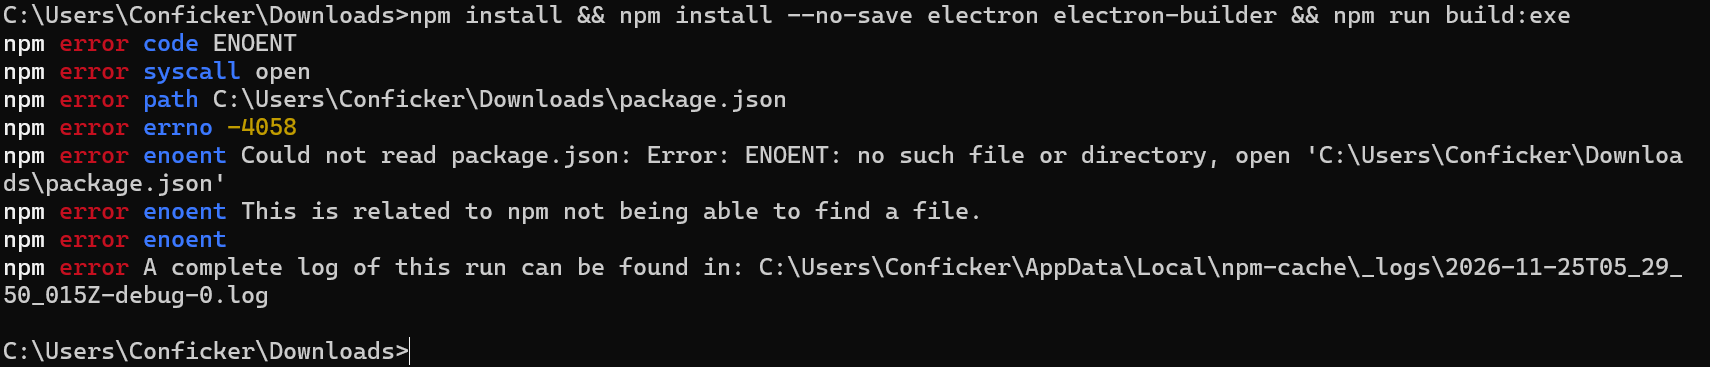 C:\Users\Conficker\Downloads>npm install && npm install --no-save electron electron-builder && npm run build:exe
npm error code ENOENT
npm error syscall open
npm error path C:\Users\Conficker\Downloads\package.json
npm error errno -4058
npm error enoent Could not read package.json: Error: ENOENT: no such file or directory, open 'C:\Users\Conficker\Downloa
ds\package.json'
npm error enoent This is related to npm not being able to find a file.
npm error enoent
npm error A complete log of this run can be found in: C:\Users\Conficker\AppData\Local\npm-cache\_logs\2026-11-25T05_29_
50_015Z-debug-0.log
C:\Users\Conficker\Downloads>